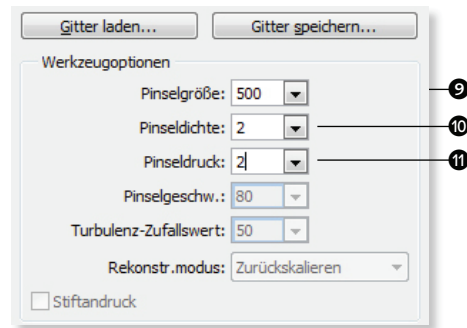 Gitter laden... Gitter speichern...
Werkzeugoptionen
Pinselgröße: 500 9
Pinseldichte: 2 10
Pinseldruck: 2 11
Pinselgeschw.: 80
Turbulenz-Zufallswert: 50
Rekonstr.modus: Zurückskalieren
Stiftandruck